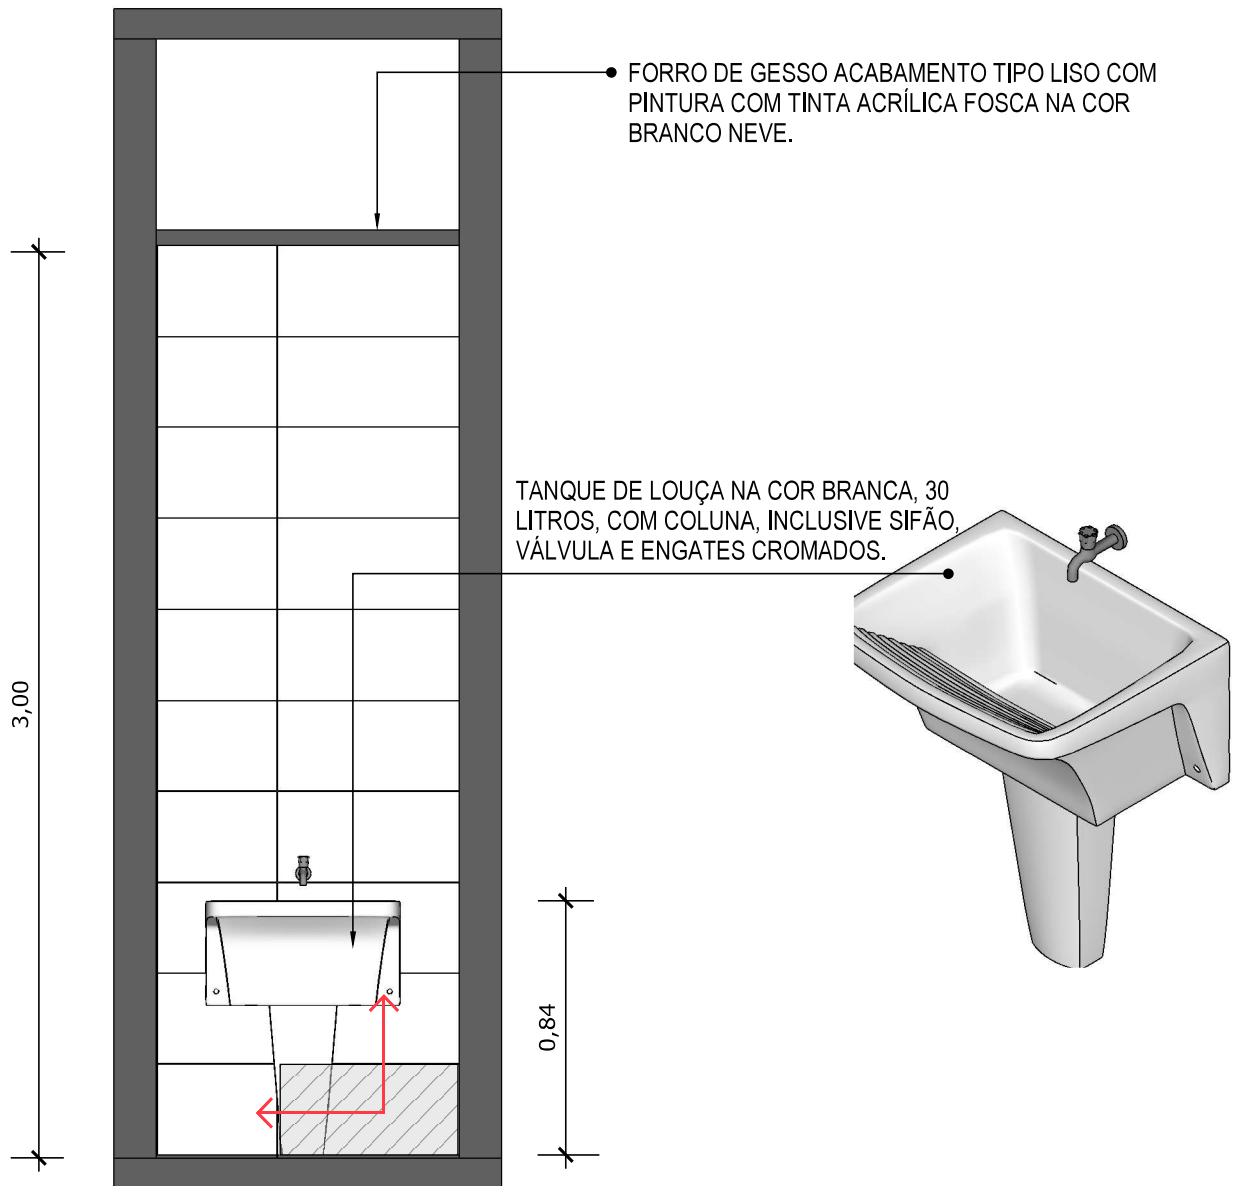 FORRO DE GESSO ACABAMENTO TIPO LISO COM
PINTURA COM TINTA ACRÍLICA FOSCA NA COR
BRANCO NEVE.
TANQUE DE LOUÇA NA COR BRANCA, 30
LITROS, COM COLUNA, INCLUSIVE SIFÃO,
VÁLVULA E ENGATES CROMADOS.
3,00
0,84